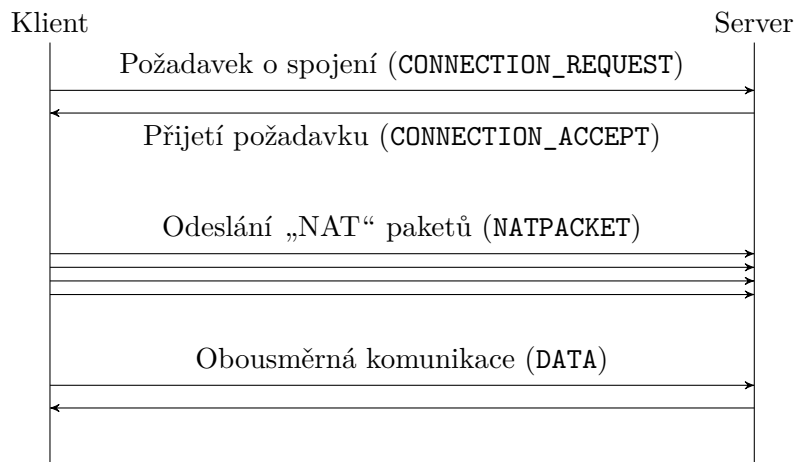 Klient Server
Požadavek o spojení (CONNECTION_REQUEST)
Přijetí požadavku (CONNECTION_ACCEPT)
Odeslání „NAT“ paketů (NATPACKET)
Obousměrná komunikace (DATA)